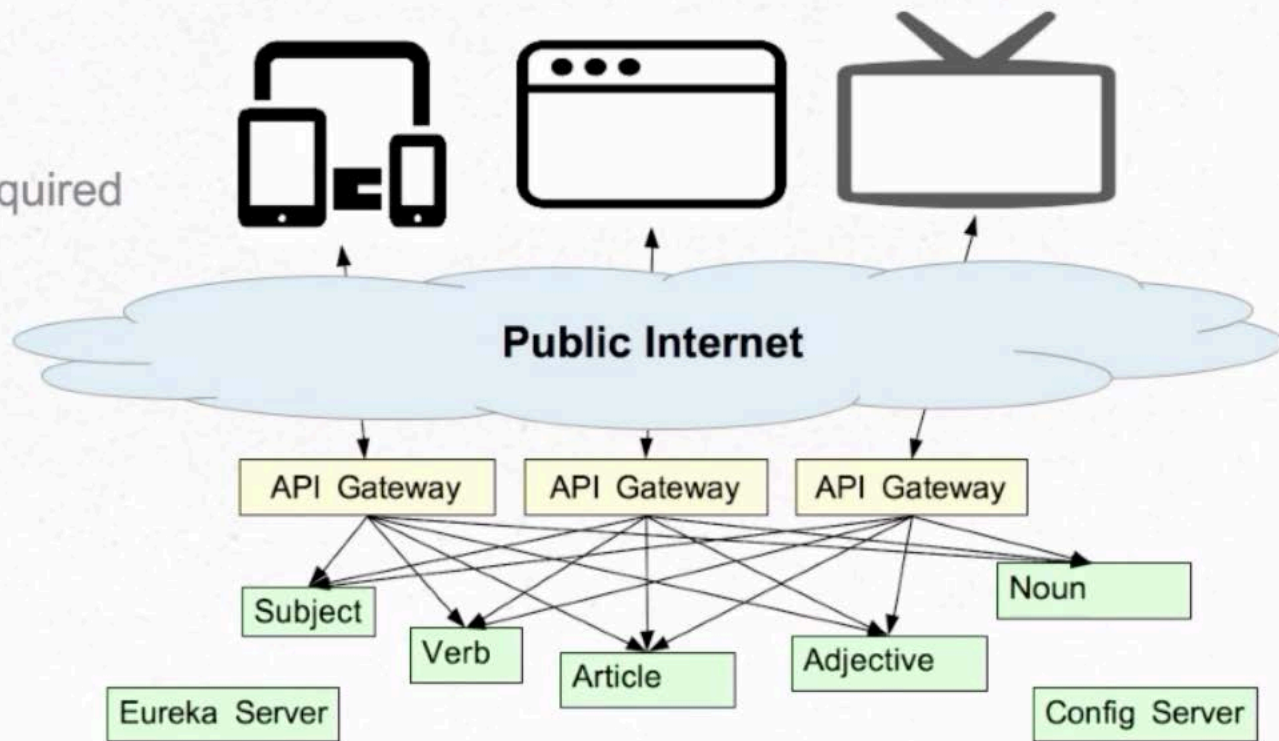 quired
Public Internet
API Gateway
API Gateway
API Gateway
Subject
Verb
Article
Adjective
Noun
Eureka Server
Config Server